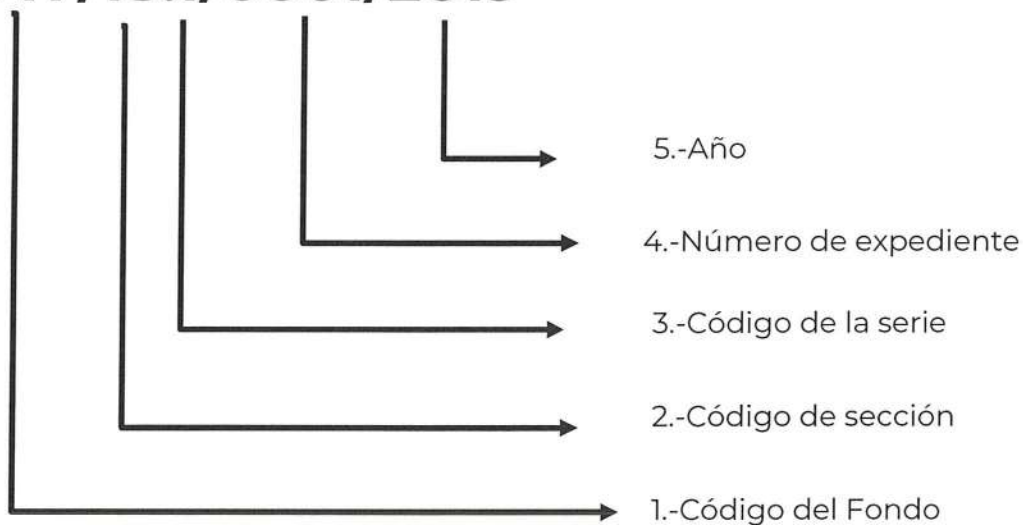 5.-Año
4.-Número de expediente
3.-Código de la serie
2.-Código de sección
1.-Código del Fondo